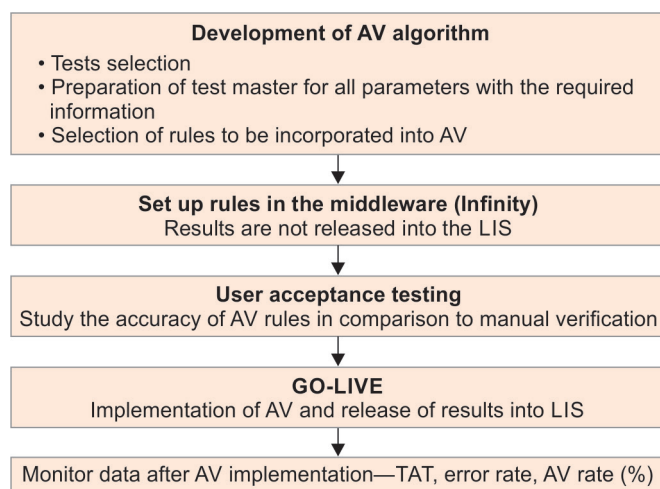 Development of AV algorithm
• Tests selection
• Preparation of test master for all parameters with the required
information
• Selection of rules to be incorporated into AV
Set up rules in the middleware (Infinity)
Results are not released into the LIS
User acceptance testing
Study the accuracy of AV rules in comparison to manual verification
GO-LIVE
Implementation of AV and release of results into LIS
Monitor data after AV implementation—TAT, error rate, AV rate (%)